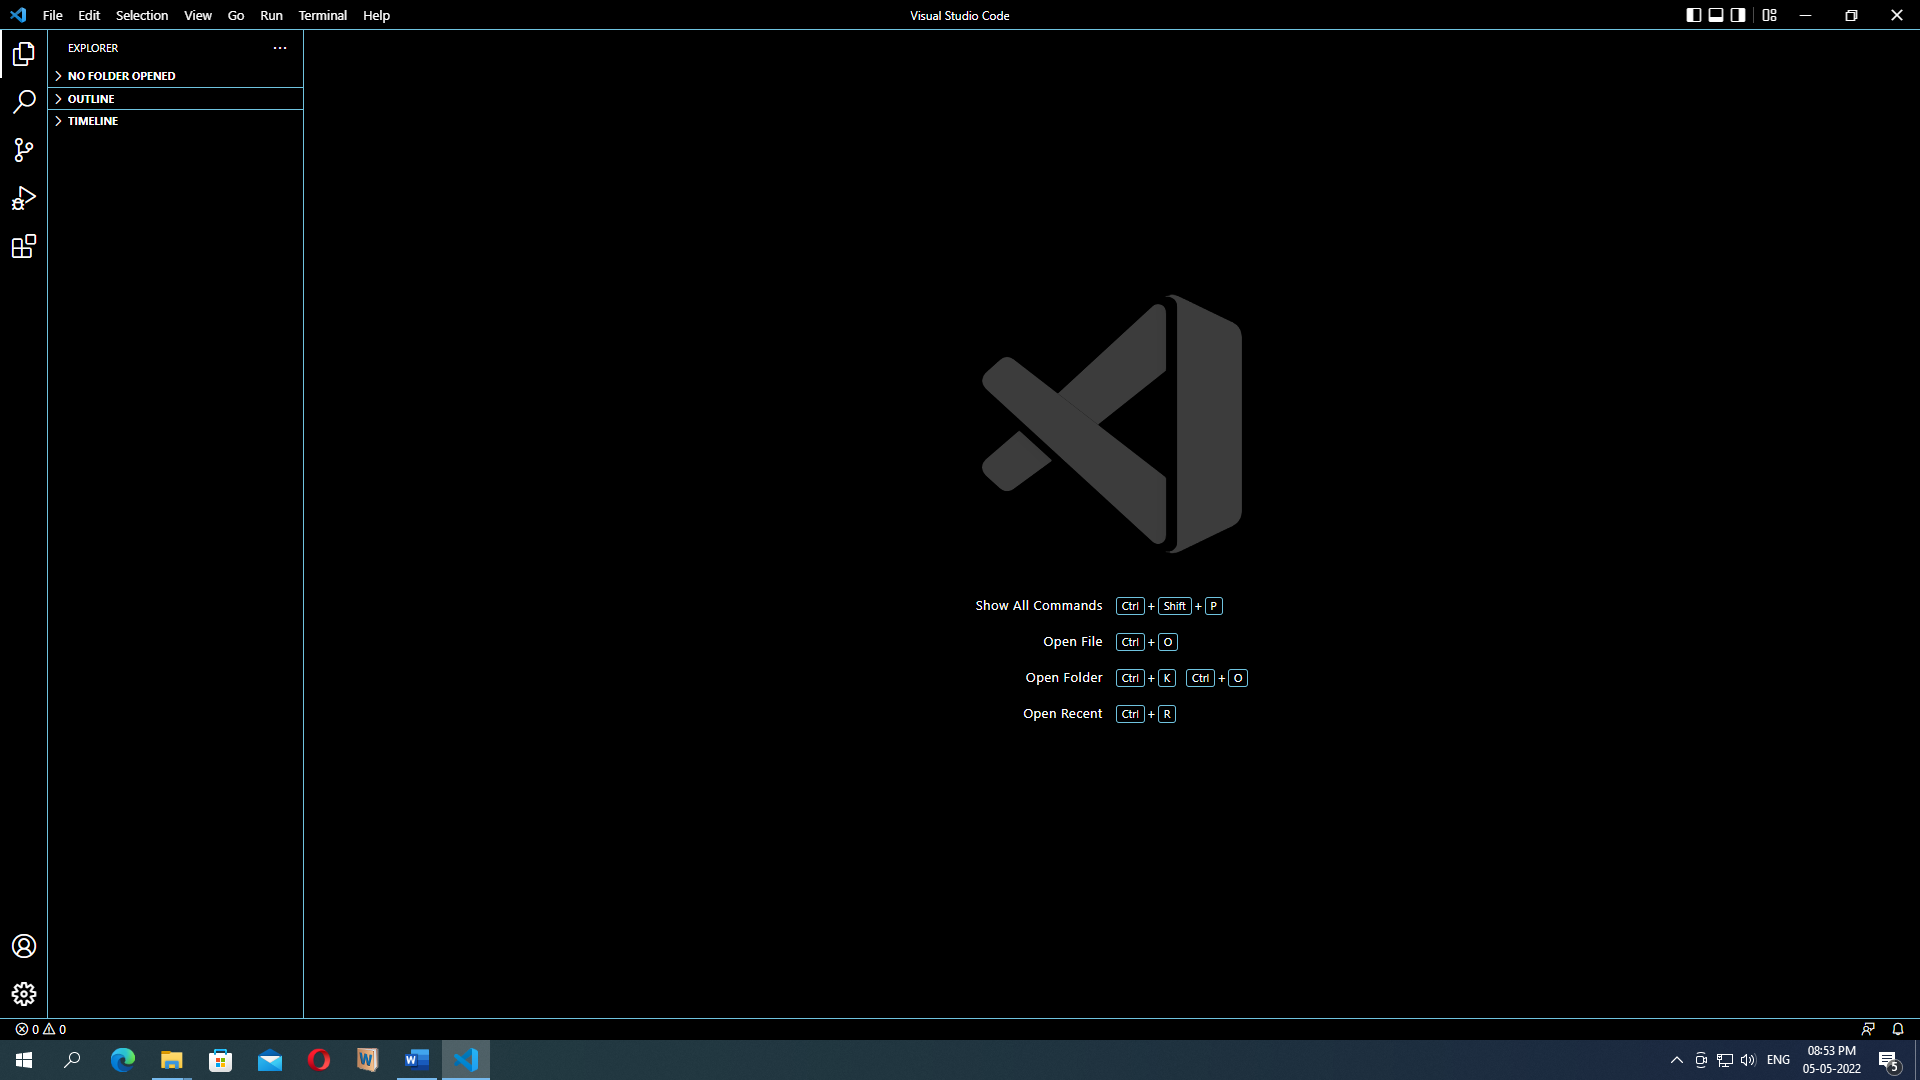 File Edit Selection View Go Run Terminal Help
Visual Studio Code
EXPLORER
NO FOLDER OPENED
OUTLINE
TIMELINE
Show All Commands Ctrl + Shift + P
Open File Ctrl + O
Open Folder Ctrl + K Ctrl + O
Open Recent Ctrl + R
0 0
W W
ENG
08:53 PM
05-05-2022
5